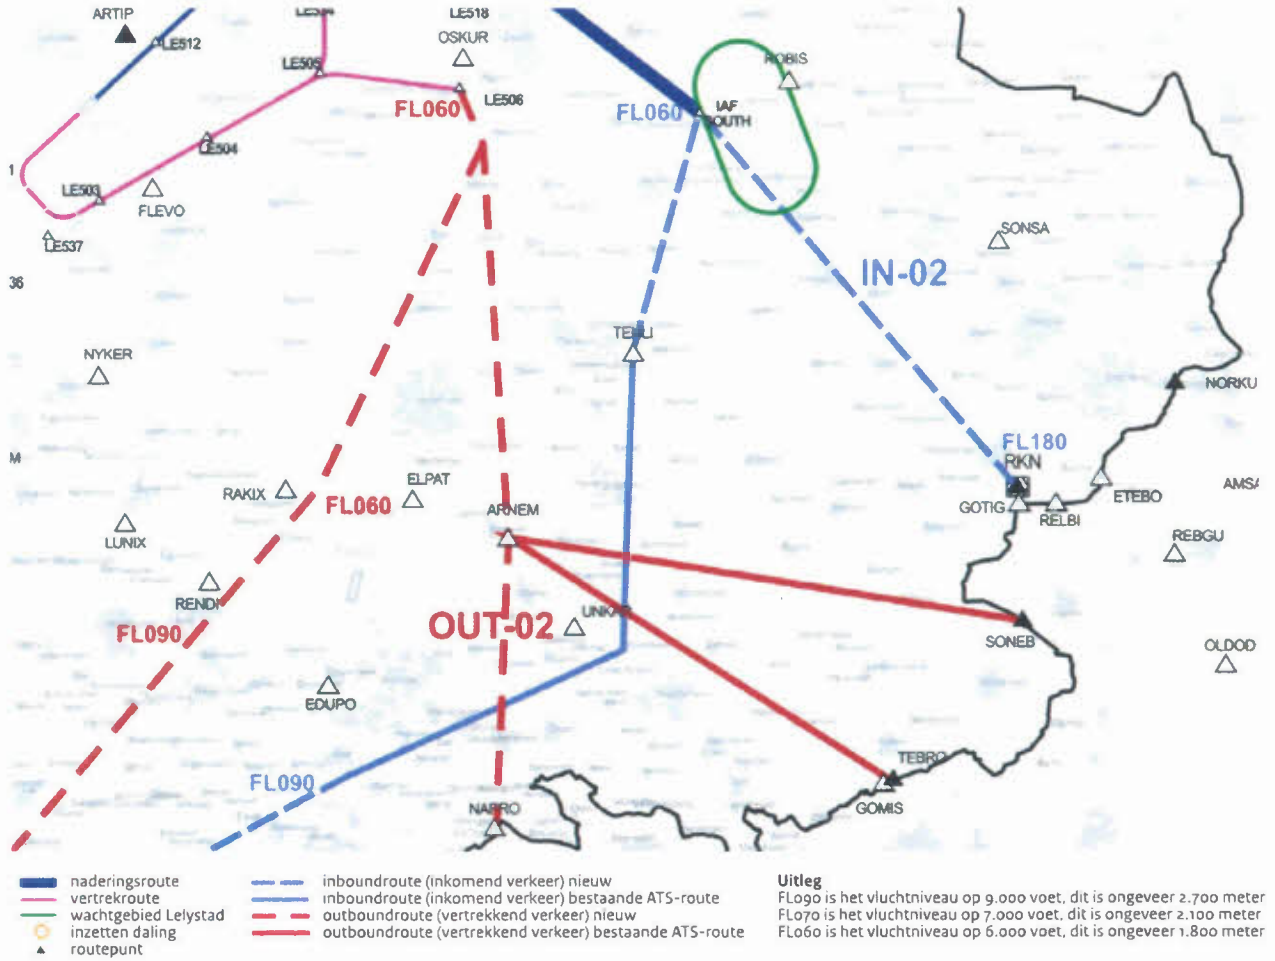 ARTIP
LE512
LE518
OSKUR
LE505
LE506
FL060
ROBIS
IAF
SOUTH
FL060
LE504
1
LE503
FLEVO
LE537
SONSA
IN-02
36
NYKER
NORKU
M
FL180
RKN
ELPAT
RAKIX
FL060
ARNEM
GOTIG
RELBI
ETEBO
AMSA
LUNIX
REBGU
RENDI
FL090
OUT-02
SONEB
OLDOD
EDUPO
FL090
TEBRO
GOMIS
NAPRO
naderingsroute
vertrekroute
wachtgebied Lelystad
inzetten daling
routepunt
inboundroute (inkomend verkeer) nieuw
inboundroute (inkomend verkeer) bestaande ATS-route
outboundroute (vertrekkend verkeer) nieuw
outboundroute (vertrekkend verkeer) bestaande ATS-route
Uitleg
FL090 is het vluchtniveau op 9.000 voet, dit is ongeveer 2.700 meter
FL070 is het vluchtniveau op 7.000 voet, dit is ongeveer 2.100 meter
FL060 is het vluchtniveau op 6.000 voet, dit is ongeveer 1.800 meter